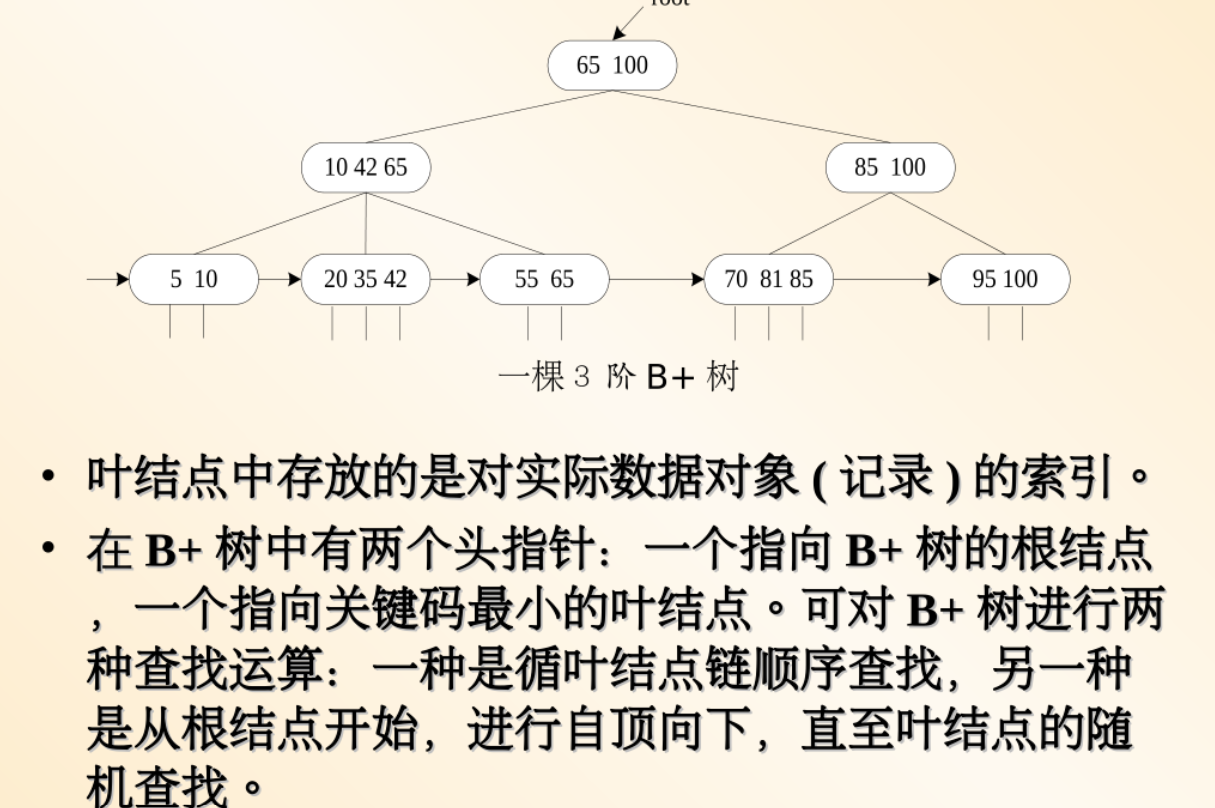 root
65 100
10 42 65
85 100
5 10
20 35 42
55 65
70 81 85
95 100
一棵 3 阶 B+ 树
• 叶结点中存放的是对实际数据对象 ( 记录 ) 的索引。
• 在 B+ 树中有两个头指针：一个指向 B+ 树的根结点
，一个指向关键码最小的叶结点。可对 B+ 树进行两
种查找运算：一种是循叶结点链顺序查找，另一种
是从根结点开始，进行自顶向下，直至叶结点的随
机查找。